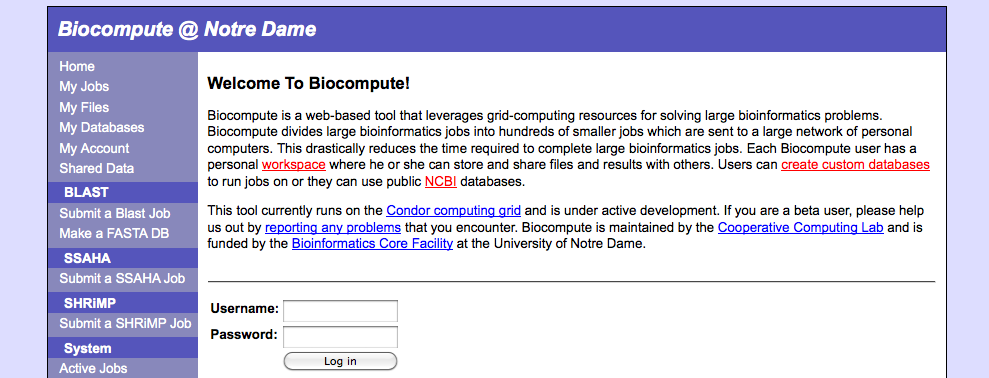 Biocompute @ Notre Dame
Home
My Jobs
My Files
My Databases
My Account
Shared Data
BLAST
Submit a Blast Job
Make a FASTA DB
SSAHA
Submit a SSAHA Job
SHRiMP
Submit a SHRiMP Job
System
Active Jobs
Welcome To Biocompute!
Biocompute is a web-based tool that leverages grid-computing resources for solving large bioinformatics problems.
Biocompute divides large bioinformatics jobs into hundreds of smaller jobs which are sent to a large network of personal
computers. This drastically reduces the time required to complete large bioinformatics jobs. Each Biocompute user has a
personal workspace where he or she can store and share files and results with others. Users can create custom databases
to run jobs on or they can use public NCBI databases.
This tool currently runs on the Condor computing grid and is under active development. If you are a beta user, please help
us out by reporting any problems that you encounter. Biocompute is maintained by the Cooperative Computing Lab and is
funded by the Bioinformatics Core Facility at the University of Notre Dame.
Username:
Password:
Log in